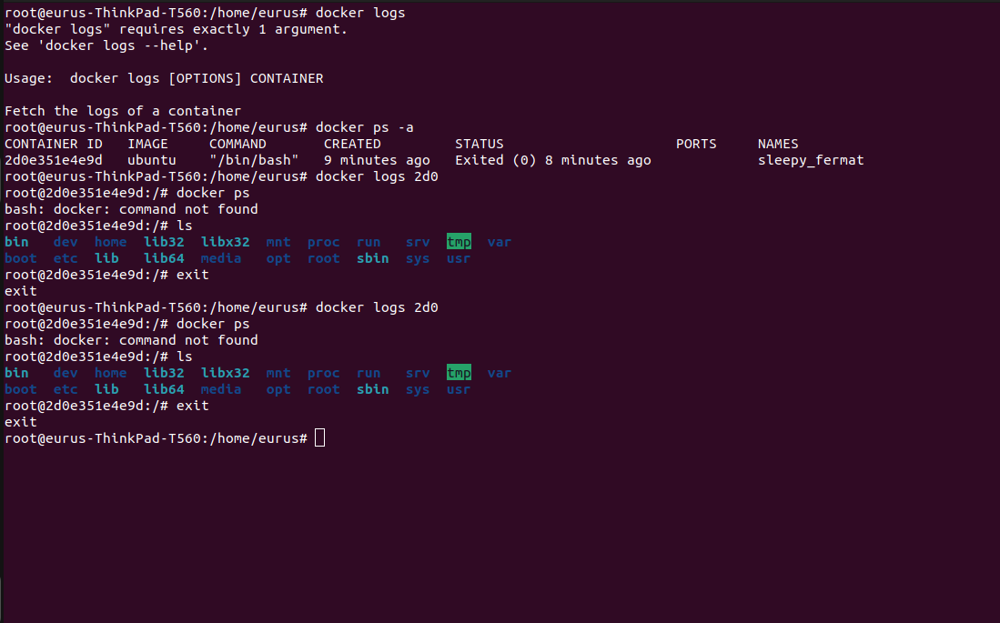 root@eurus-ThinkPad-T560:/home/eurus# docker logs
"docker logs" requires exactly 1 argument.
See 'docker logs --help'.
Usage:  docker logs [OPTIONS] CONTAINER
Fetch the logs of a container
root@eurus-ThinkPad-T560:/home/eurus# docker ps -a
CONTAINER ID   IMAGE     COMMAND       CREATED         STATUS                     PORTS     NAMES
2d0e351e4e9d   ubuntu    "/bin/bash"   9 minutes ago   Exited (0) 8 minutes ago             sleepy_fermat
root@eurus-ThinkPad-T560:/home/eurus# docker logs 2d0
root@2d0e351e4e9d:/# docker ps
bash: docker: command not found
root@2d0e351e4e9d:/# ls
bin   dev  home  lib32  libx32  mnt  proc  run   srv  tmp  var
boot  etc  lib   lib64  media   opt  root  sbin  sys  usr
root@2d0e351e4e9d:/# exit
exit
root@eurus-ThinkPad-T560:/home/eurus# docker logs 2d0
root@2d0e351e4e9d:/# docker ps
bash: docker: command not found
root@2d0e351e4e9d:/# ls
bin   dev  home  lib32  libx32  mnt  proc  run   srv  tmp  var
boot  etc  lib   lib64  media   opt  root  sbin  sys  usr
root@2d0e351e4e9d:/# exit
exit
root@eurus-ThinkPad-T560:/home/eurus#